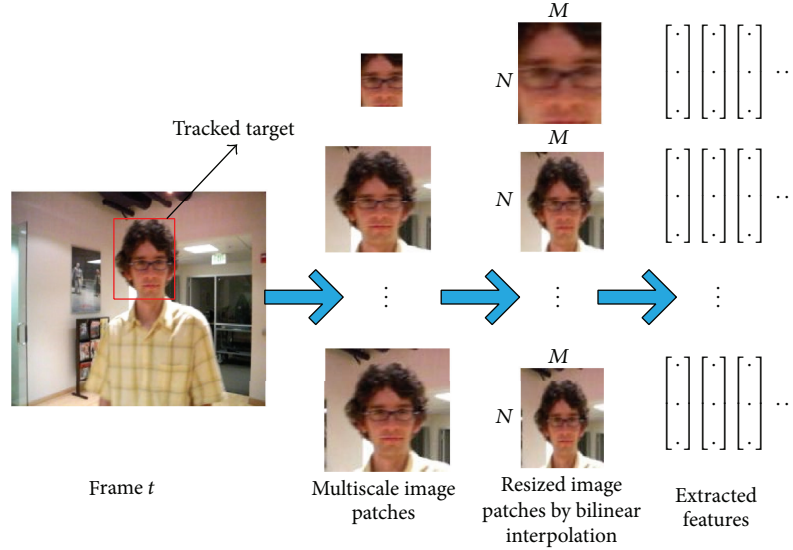 M
N
Tracked target
M
N
M
N
Frame t
Multiscale image
patches
Resized image
patches by bilinear
interpolation
Extracted
features